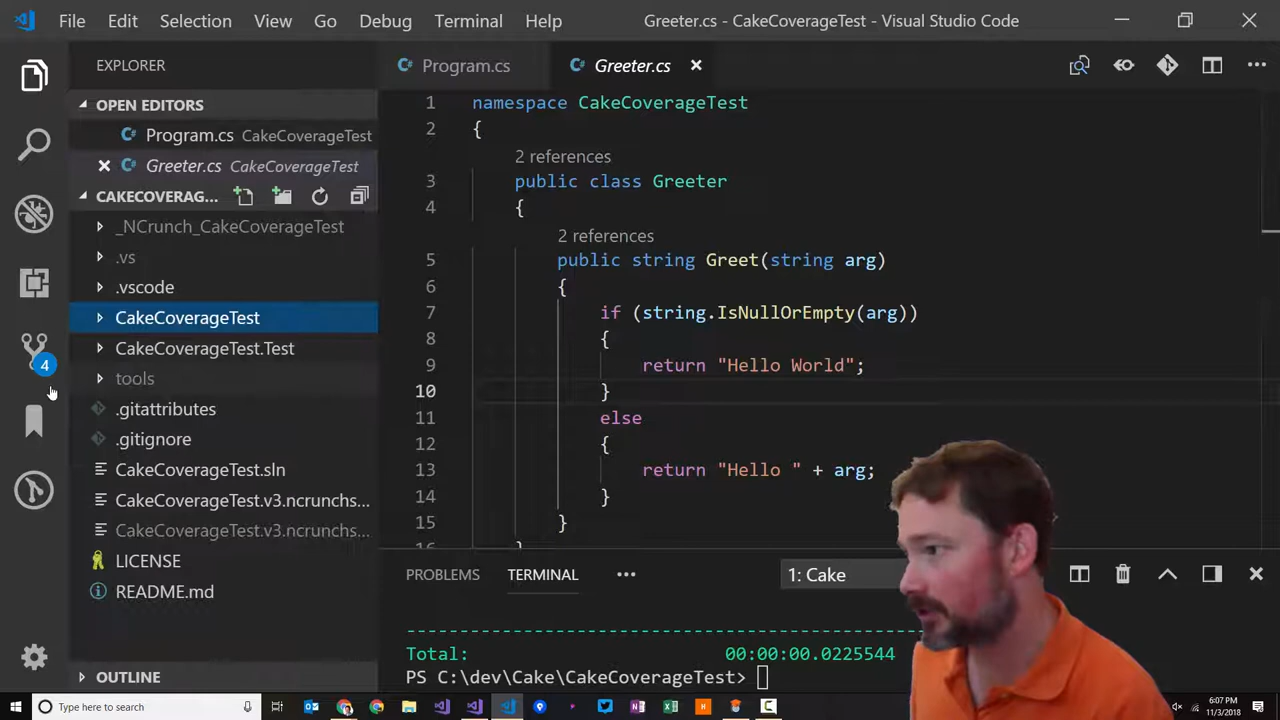 File Edit Selection View Go Debug Terminal Help Greeter.cs - CakeCoverageTest - Visual Studio Code
EXPLORER
OPEN EDITORS
Program.cs CakeCoverageTest
Greeter.cs CakeCoverageTest
CAKECOVERAG...
_NCrunch_CakeCoverageTest
.vs
.vscode
CakeCoverageTest
CakeCoverageTest.Test
tools
.gitattributes
.gitignore
CakeCoverageTest.sln
CakeCoverageTest.v3.ncrunchs...
CakeCoverageTest.v3.ncrunchs...
LICENSE
README.md
OUTLINE
4
Program.cs Greeter.cs
1 namespace CakeCoverageTest
2 {
2 references
3 public class Greeter
4 {
2 references
5 public string Greet(string arg)
6 {
7 if (string.IsNullOrEmpty(arg))
8 {
9 return "Hello World";
10 }
11 else
12 {
13 return "Hello " + arg;
14 }
15 }
16 }
PROBLEMS TERMINAL ... 1: Cake
--------------------------------------------------
Total: 00:00:00.0225544
PS C:\dev\Cake\CakeCoverageTest>
Type here to search
6:07 PM
11/3/2018